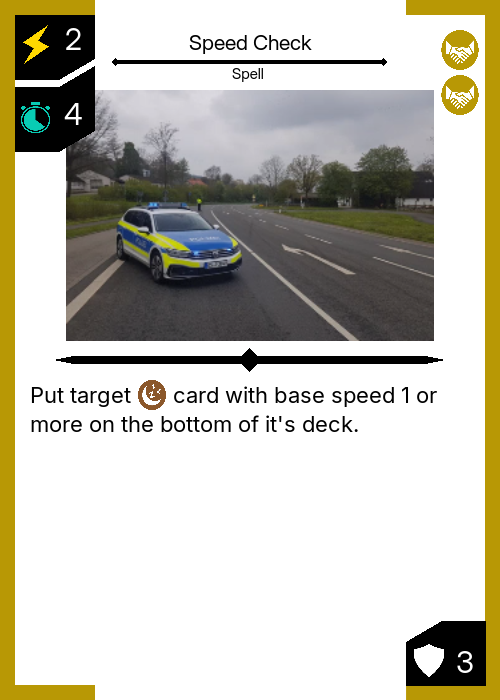 2
Speed Check
Spell
4
Put target card with base speed 1 or
more on the bottom of it's deck.
3